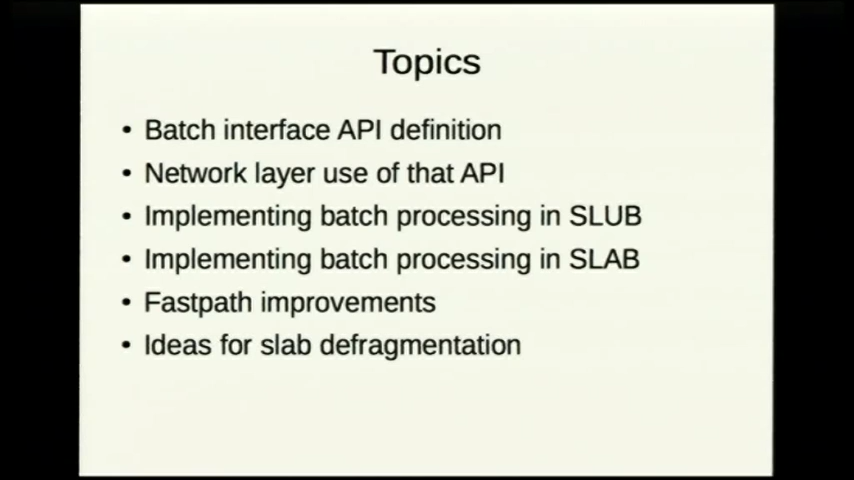 Topics
• Batch interface API definition
• Network layer use of that API
• Implementing batch processing in SLUB
• Implementing batch processing in SLAB
• Fastpath improvements
• Ideas for slab defragmentation